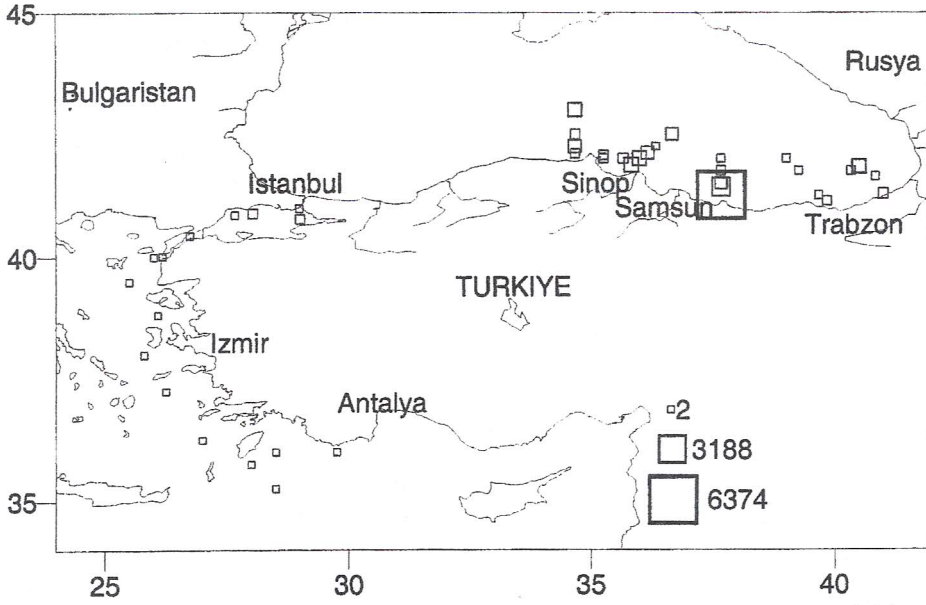 45
Rusya
Bulgaristan
Istanbul
Sinop
Samsun
Trabzon
40
TURKIYE
Izmir
Antalya
2
3188
35
6374
25 30 35 40